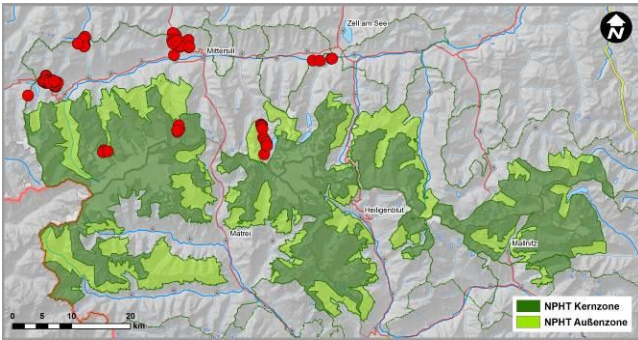 Zell am See
N
Mittersill
Heiligenblut
Matrei
Mallnitz
NPHT Kernzone
NPHT Außenzone
0 5 10 20
km